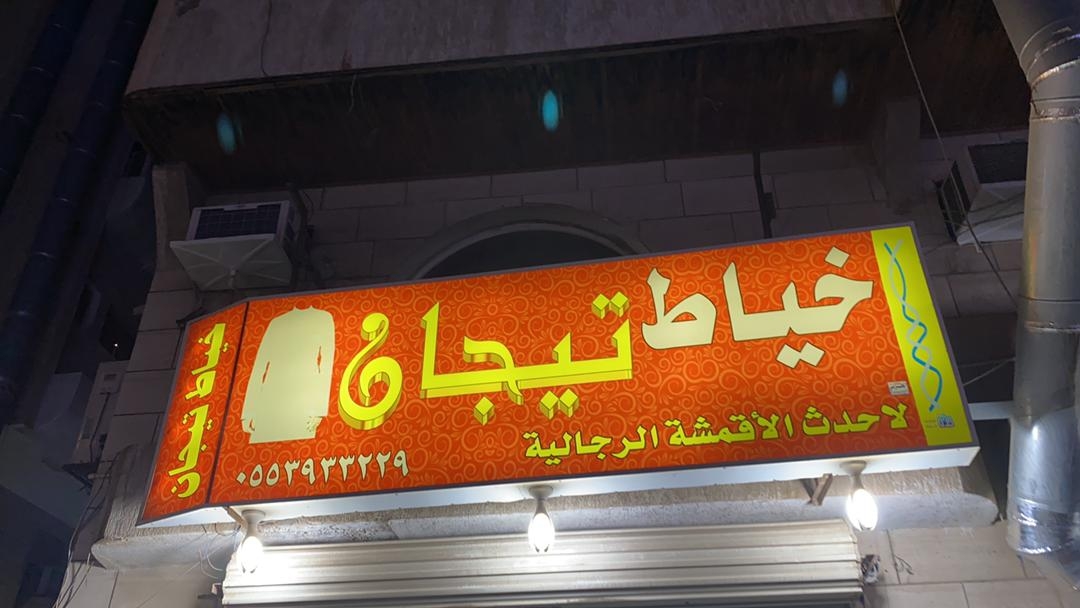 خياط تيجان
لاحدث الأقمشة الرجالية
٠٥٥٣٩٣٣٢٢٩
خياط تيجان